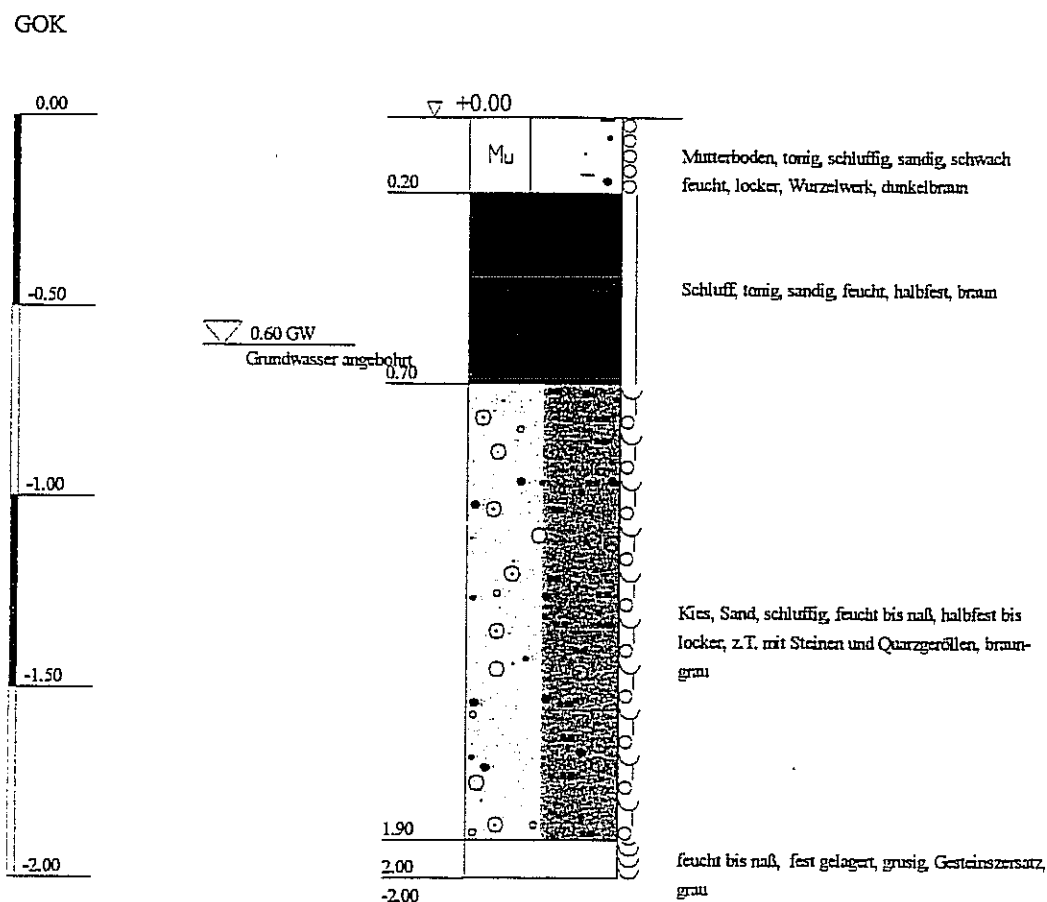 GOK
0.00
+0.00
Mu
Mutterboden, tonig, schluffig, sandig, schwach
feucht, locker, Wurzelwerk, dunkelbraun
0.20
Schluff, tonig, sandig, feucht, halbfest, braun
-0.50
0.60 GW
Grundwasser angebohrt
0.70
-1.00
Kies, Sand, schluffig, feucht bis naß, halbfest bis
locker, z.T. mit Steinen und Quarzgeröllen, braun-
grau
-1.50
1.90
-2.00
2.00
feucht bis naß, fest gelagert, grusig, Gesteinszersatz,
grau
-2.00